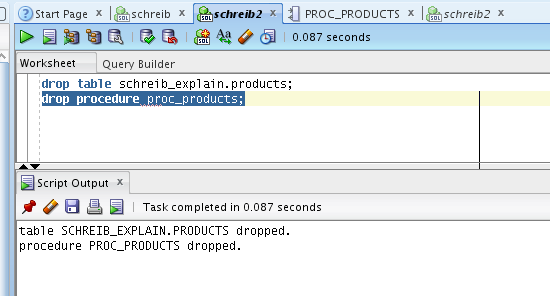 Start Page schreib schreib2 PROC_PRODUCTS schreib2
SQL 0.087 seconds
Worksheet Query Builder
drop table schreib_explain.products;
drop procedure proc_products;
Script Output x
Task completed in 0.087 seconds
table SCHREIB_EXPLAIN.PRODUCTS dropped.
procedure PROC_PRODUCTS dropped.